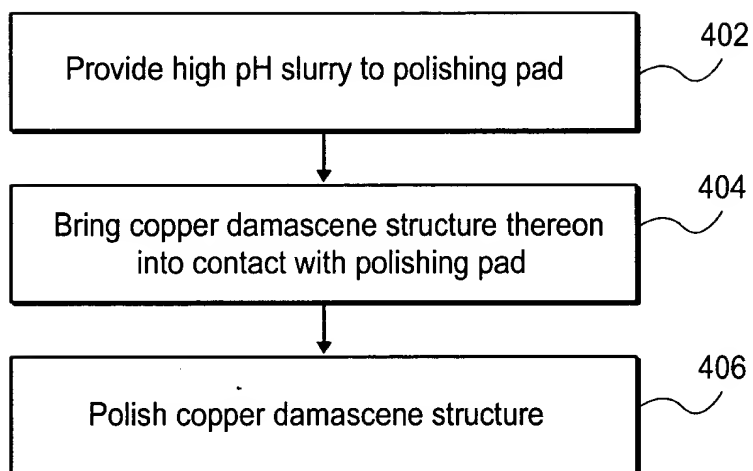 Provide high pH slurry to polishing pad
402
Bring copper damascene structure thereon
into contact with polishing pad
404
Polish copper damascene structure
406